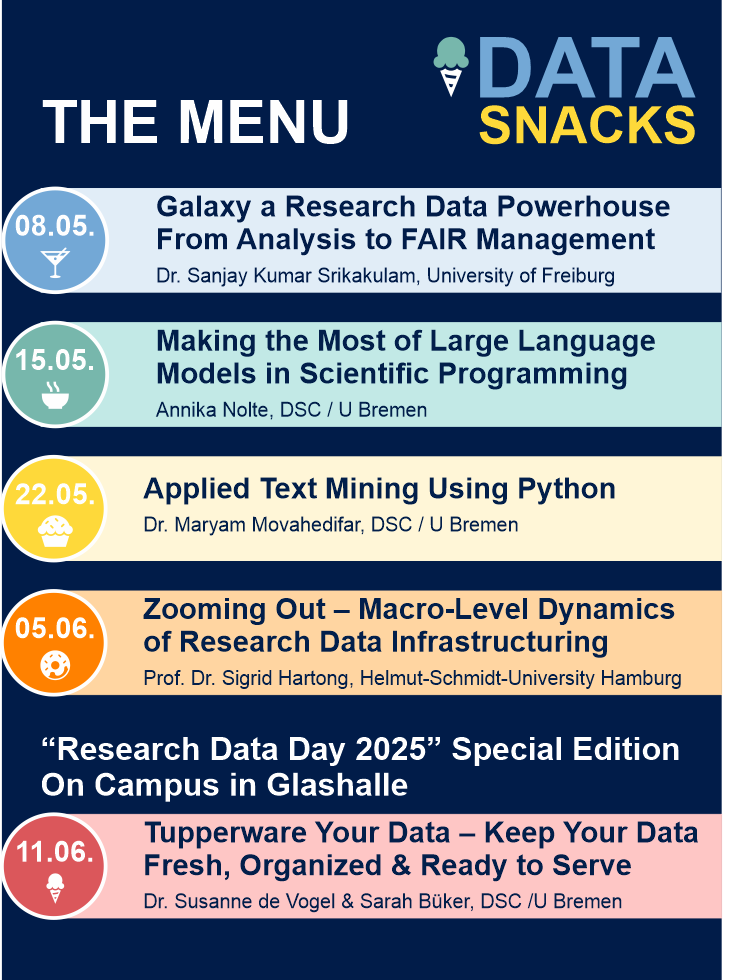 DATA
SNACKS
THE MENU
08.05.
Galaxy a Research Data Powerhouse
From Analysis to FAIR Management
Dr. Sanjay Kumar Srikakulam, University of Freiburg
15.05.
Making the Most of Large Language
Models in Scientific Programming
Annika Nolte, DSC / U Bremen
22.05.
Applied Text Mining Using Python
Dr. Maryam Movahedifar, DSC / U Bremen
05.06.
Zooming Out – Macro-Level Dynamics
of Research Data Infrastructuring
Prof. Dr. Sigrid Hartong, Helmut-Schmidt-University Hamburg
“Research Data Day 2025” Special Edition
On Campus in Glashalle
11.06.
Tupperware Your Data – Keep Your Data
Fresh, Organized & Ready to Serve
Dr. Susanne de Vogel & Sarah Büker, DSC /U Bremen